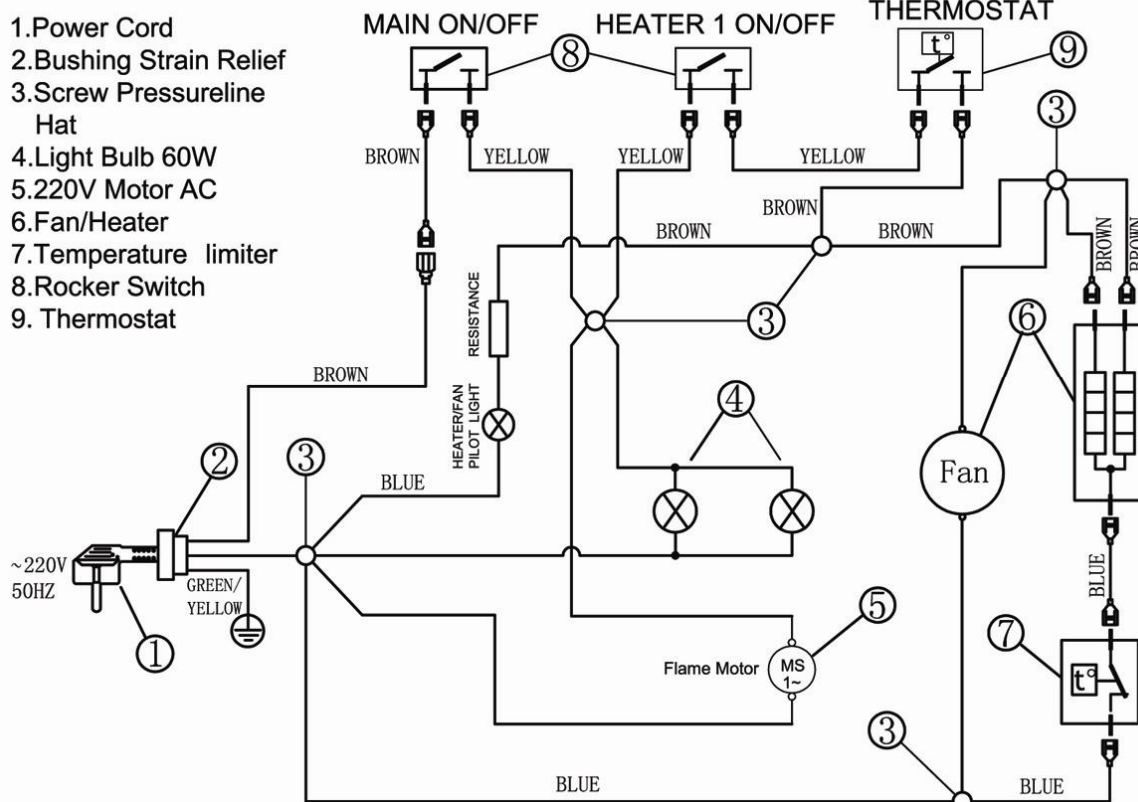 1.Power Cord
2.Bushing Strain Relief
3.Screw Pressureline
Hat
4.Light Bulb 60W
5.220V Motor AC
6.Fan/Heater
7.Temperature limiter
8.Rocker Switch
9. Thermostat
MAIN ON/OFF
HEATER 1 ON/OFF
THERMOSTAT
t°
8
9
3
BROWN
YELLOW
YELLOW
YELLOW
BROWN
BROWN
BROWN
BROWN
BROWN
RESISTANCE
3
6
BROWN
HEATER/FAN
PILOT LIGHT
4
2
3
BLUE
Fan
~220V
50HZ
GREEN/
YELLOW
1
BLUE
5
7
Flame Motor
MS
1~
t°
3
BLUE
BLUE